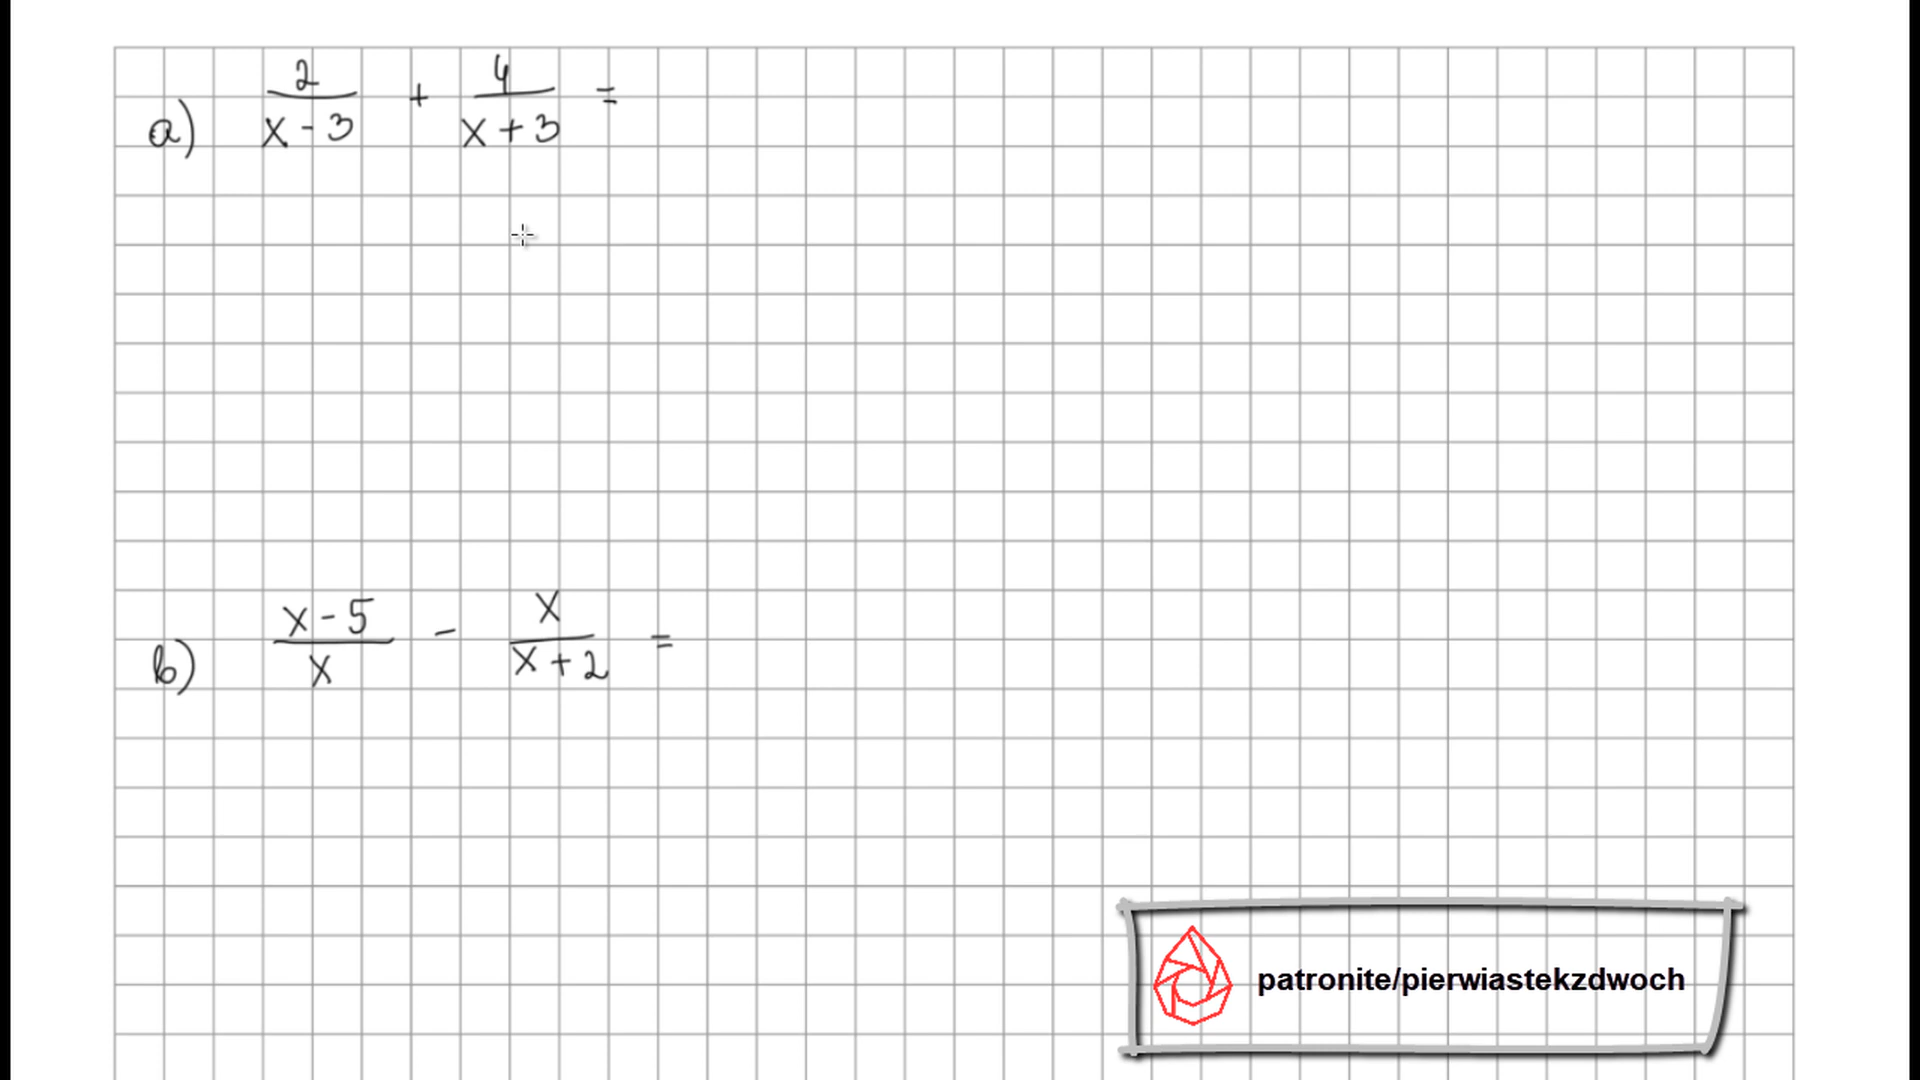 a) 2/(x-3) + 4/(x+3) =
b) (x-5)/x - x/(x+2) =
patronite/pierwiastekzdwoch